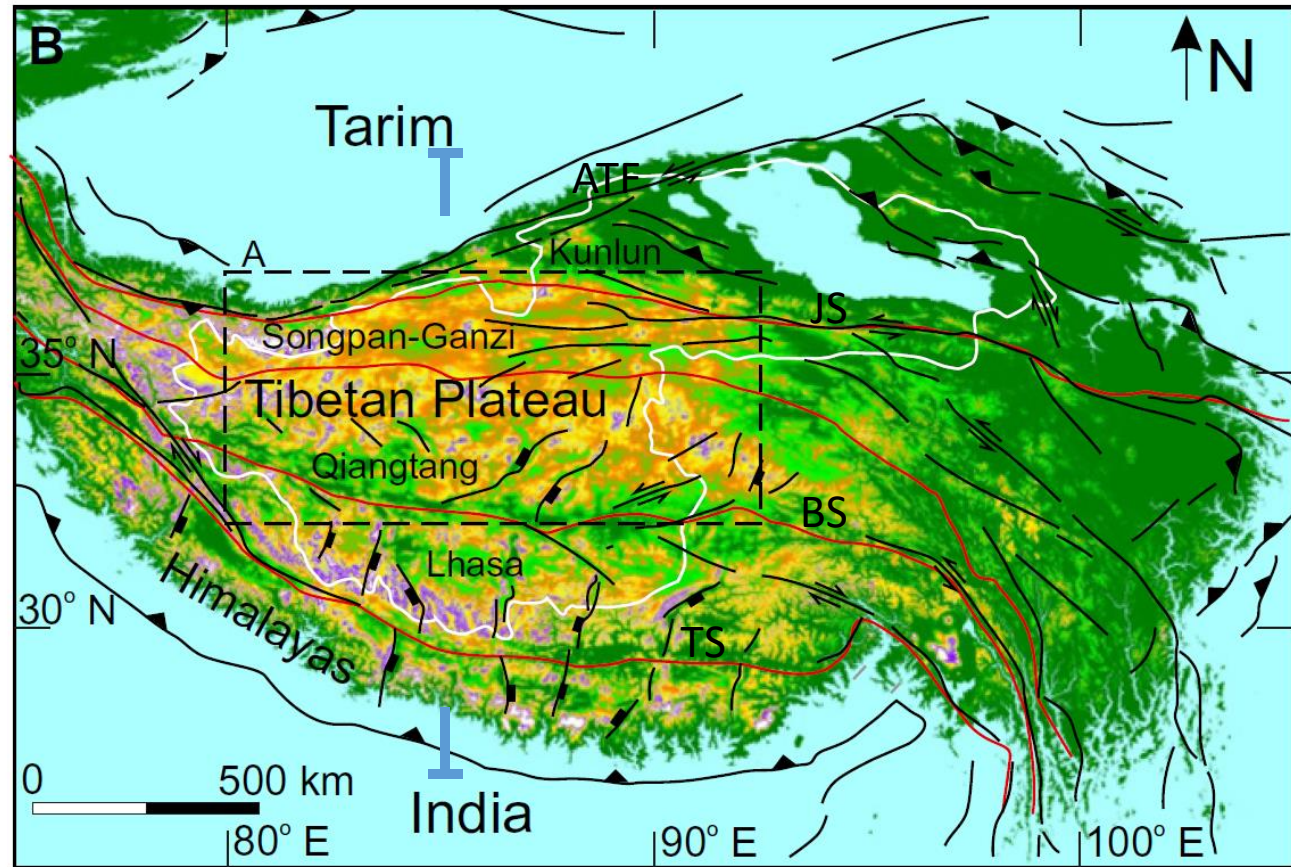 B
N
Tarim
ATF
A
Kunlun
JS
Songpan-Ganzi
35° N
Tibetan Plateau
Qiangtang
BS
Lhasa
Himalayas
30° N
TS
0 500 km
India
80° E
90° E
100° E